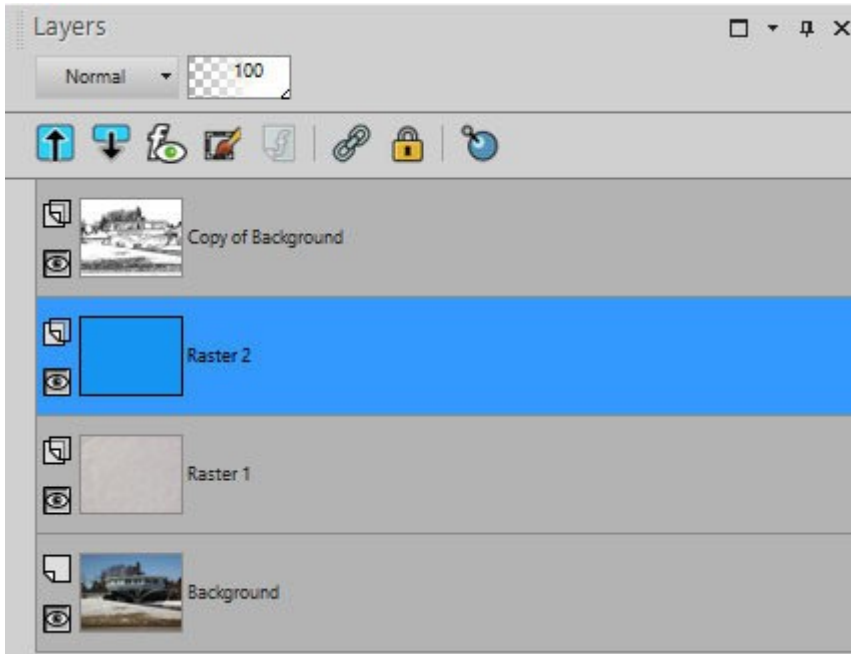 Layers
Normal 100
Copy of Background
Raster 2
Raster 1
Background